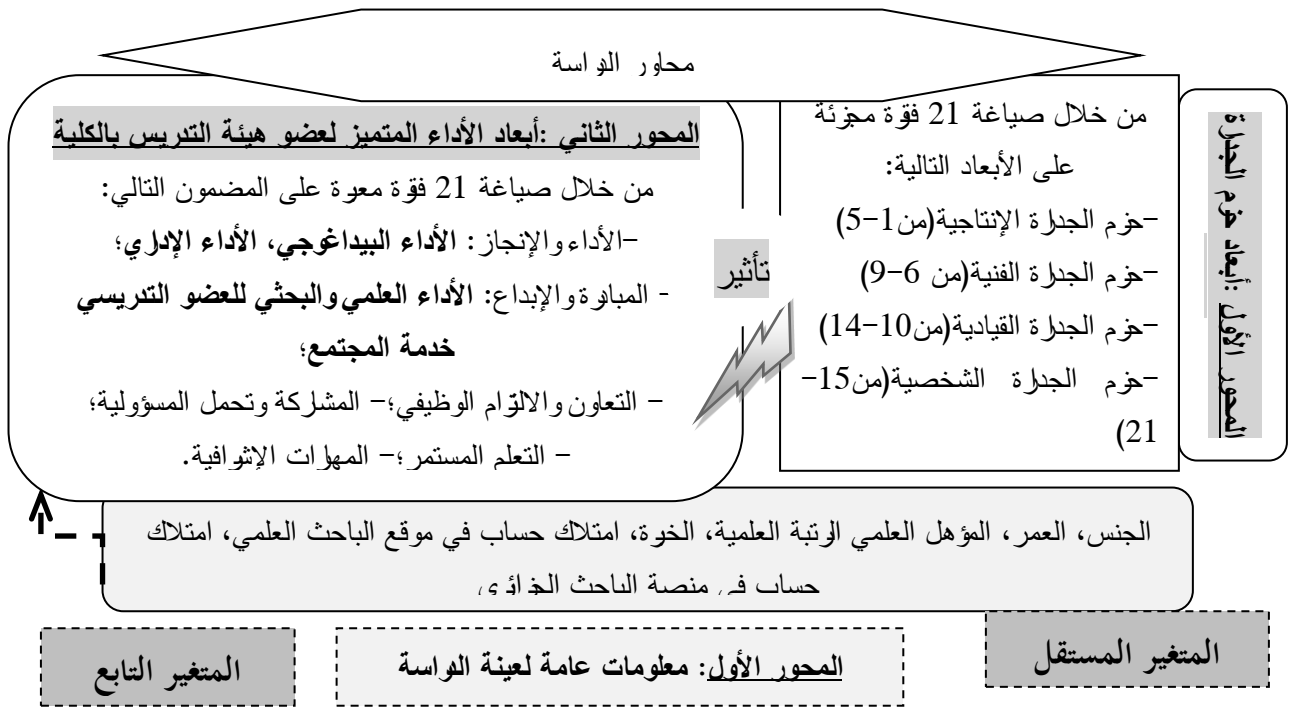 محاور الدراسة
المحور الأول :أبعاد حزم الجدارة
من خلال صياغة 21 فقرة مجزئة
على الأبعاد التالية:
-حزم الجدارة الإنتاجية(من1-5)
-حزم الجدارة الفنية(من 6-9)
-حزم الجدارة القيادية(من10-14)
-حزم الجدارة الشخصية(من15-
21)
تأثير
المحور الثاني :أبعاد الأداء المتميز لعضو هيئة التدريس بالكلية
من خلال صياغة 21 فقرة معبرة على المضمون التالي:
-الأداء والإنجاز: الأداء البيداغوجي، الأداء الإداري؛
- المبادرة والإبداع: الأداء العلمي والبحثي للعضو التدريسي
خدمة المجتمع؛
- التعاون والالتزام الوظيفي؛- المشاركة وتحمل المسؤولية؛
- التعلم المستمر؛- المهارات الإشرافية.
الجنس، العمر، المؤهل العلمي الرتبة العلمية، الخبرة، امتلاك حساب في موقع الباحث العلمي، امتلاك
حساب في منصة الباحث الجزائري
المتغير المستقل
المحور الأول: معلومات عامة لعينة الدراسة
المتغير التابع